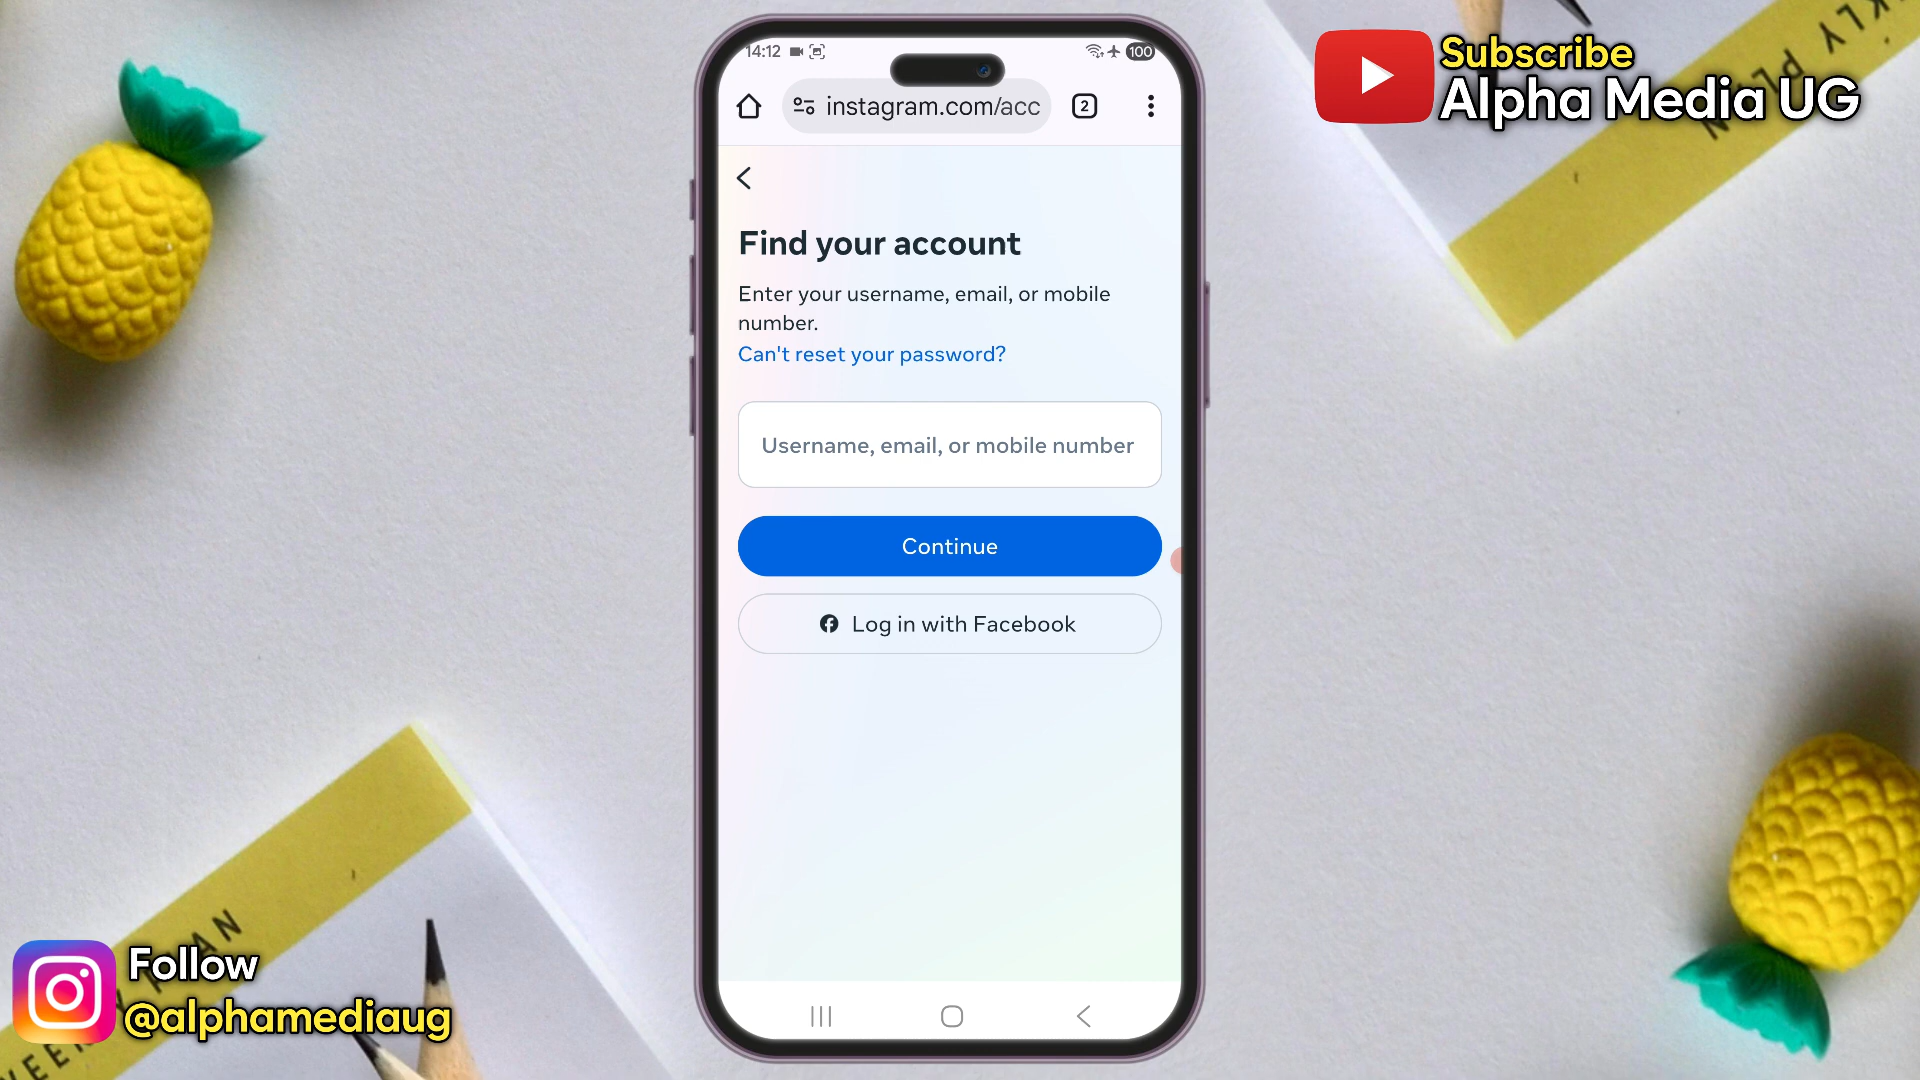 14:12
100
instagram.com/acc
2
Find your account
Enter your username, email, or mobile
number.
Can't reset your password?
Username, email, or mobile number
Continue
Log in with Facebook
Subscribe
Alpha Media UG
Follow
@alphamediaug